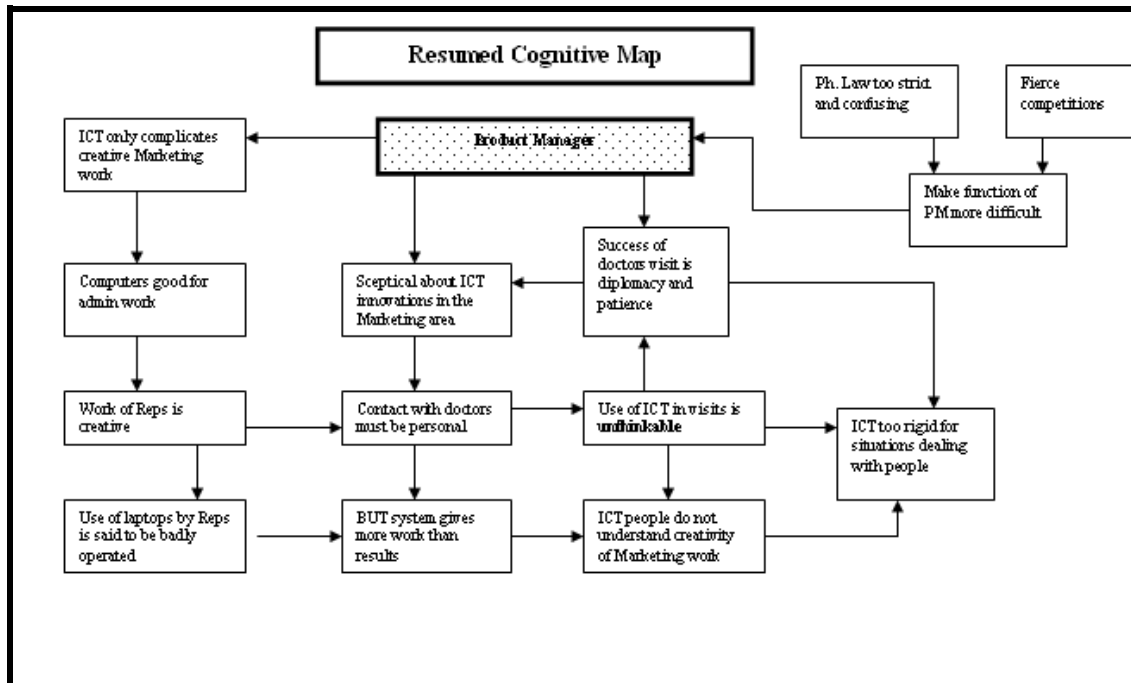 Resumed Cognitive Map
Ph. Law too strict
and confusing
Fierce
competitions
ICT only complicates
creative Marketing
work
Product Manager
Make function of
PM more difficult
Success of
doctors visit is
diplomacy and
patience
Computers good for
admin work
Sceptical about ICT
innovations in the
Marketing area
Work of Reps is
creative
Contact with doctors
must be personal
Use of ICT in visits is
unthinkable
ICT too rigid for
situations dealing
with people
Use of laptops by Reps
is said to be badly
operated
BUT system gives
more work than
results
ICT people do not
understand creativity
of Marketing work